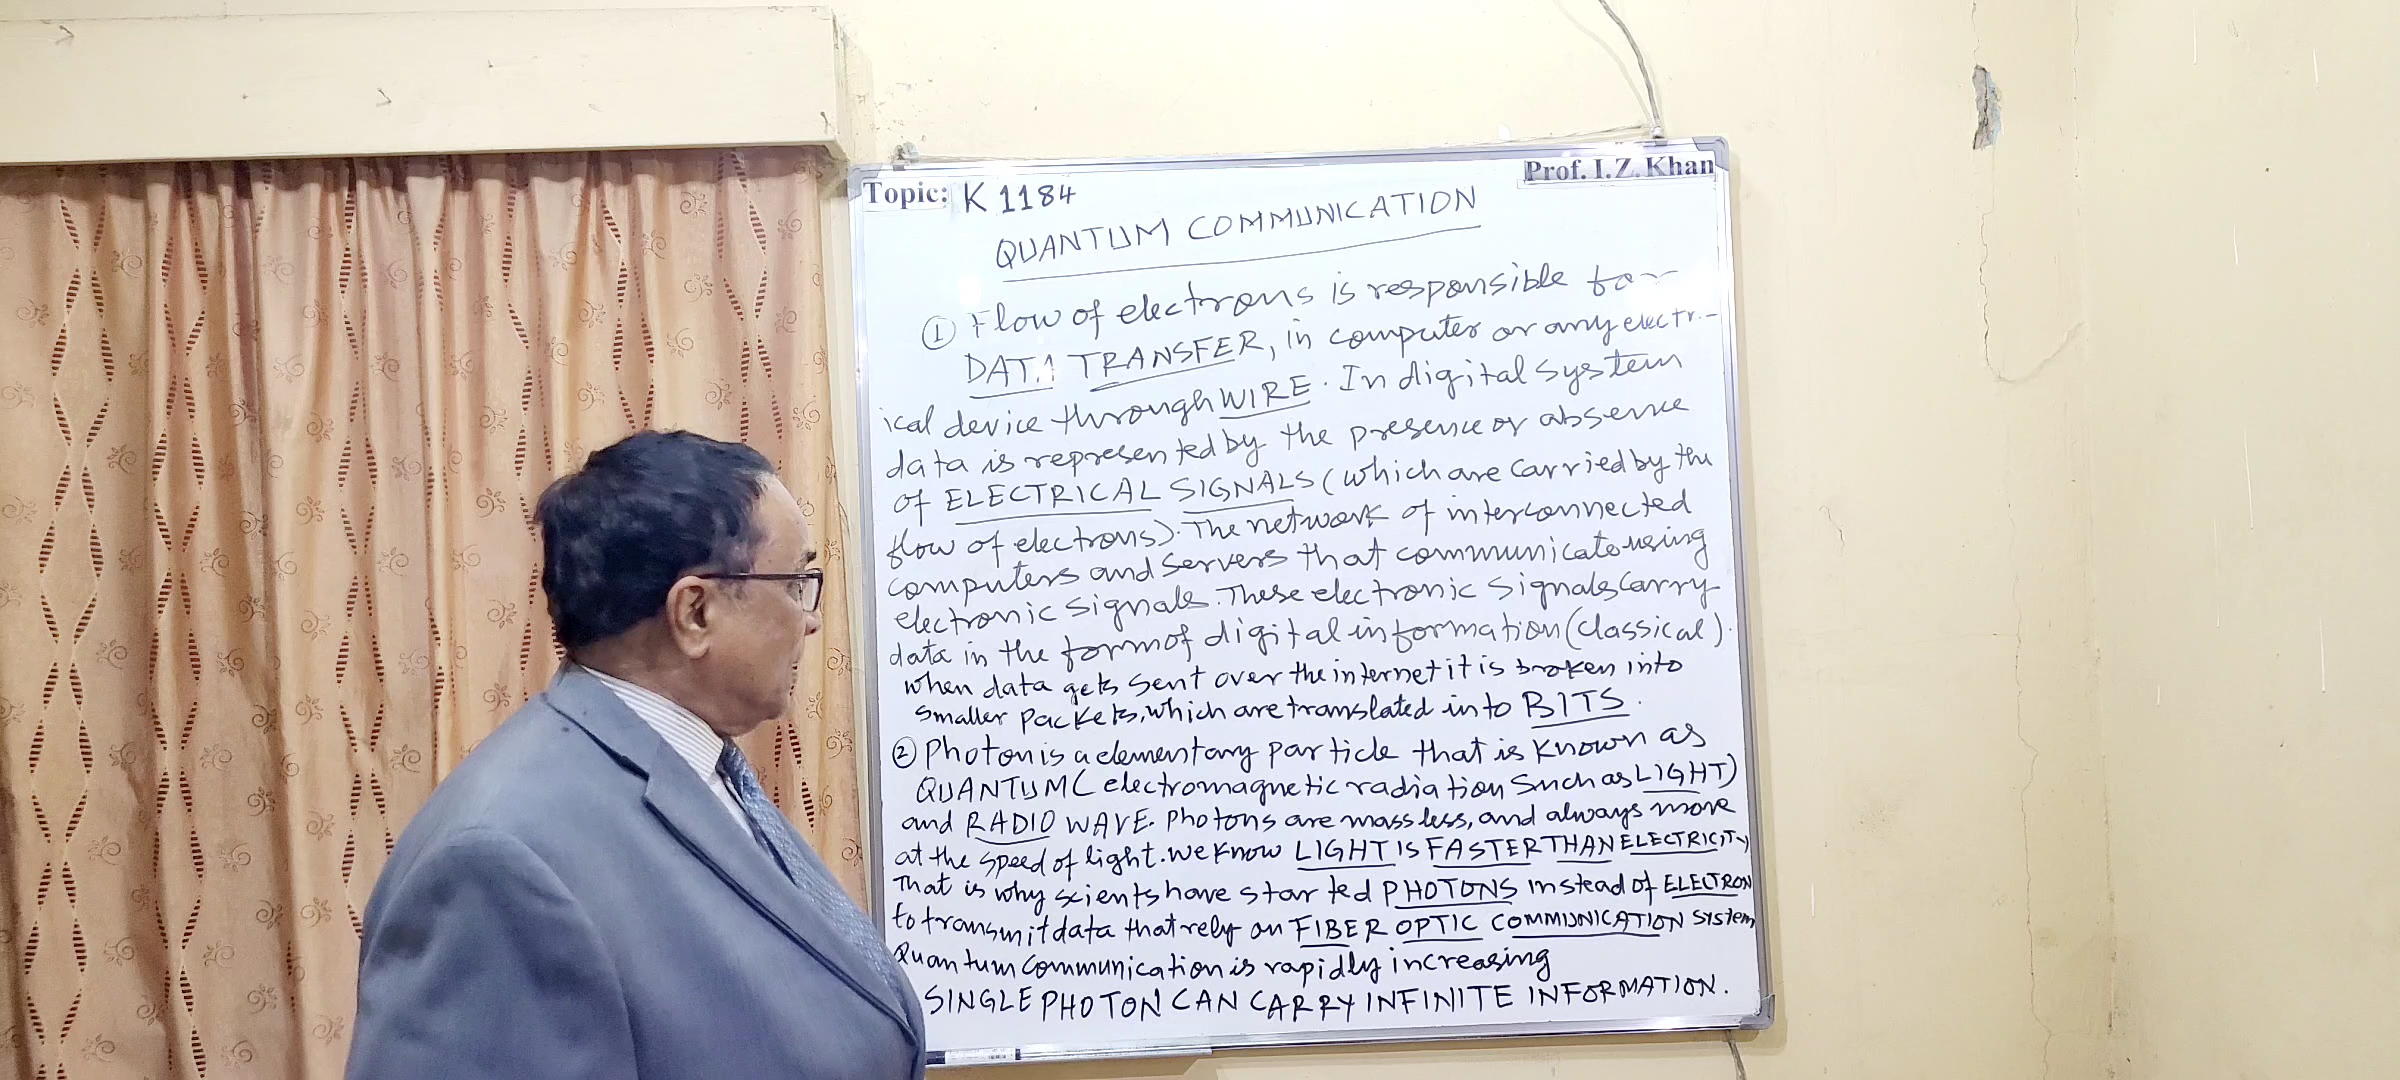 Topic: K 1184
Prof. I.Z. Khan
QUANTUM COMMUNICATION
① Flow of electrons is responsible for
DATA TRANSFER, in computer or any electr-
ical device through WIRE. In digital system
data is represented by the presence or absence
of ELECTRICAL SIGNALS (which are carried by the
flow of electrons). The network of interconnected
computers and servers that communicate using
electronic signals. These electronic signals carry
data in the form of digital information (classical).
when data gets sent over the internet it is broken into
smaller packets, which are translated into BITS.
② Photon is a elementary particle that is known as
QUANTUM ( electromagnetic radiation such as LIGHT)
and RADIO WAVE. Photons are massless, and always move
at the speed of light. We know LIGHT IS FASTER THAN ELECTRICITY
That is why scients have started PHOTONS instead of ELECTRON
to transmit data that rely on FIBER OPTIC COMMUNICATION system
Quantum Communication is rapidly increasing
SINGLE PHOTON CAN CARRY INFINITE INFORMATION.